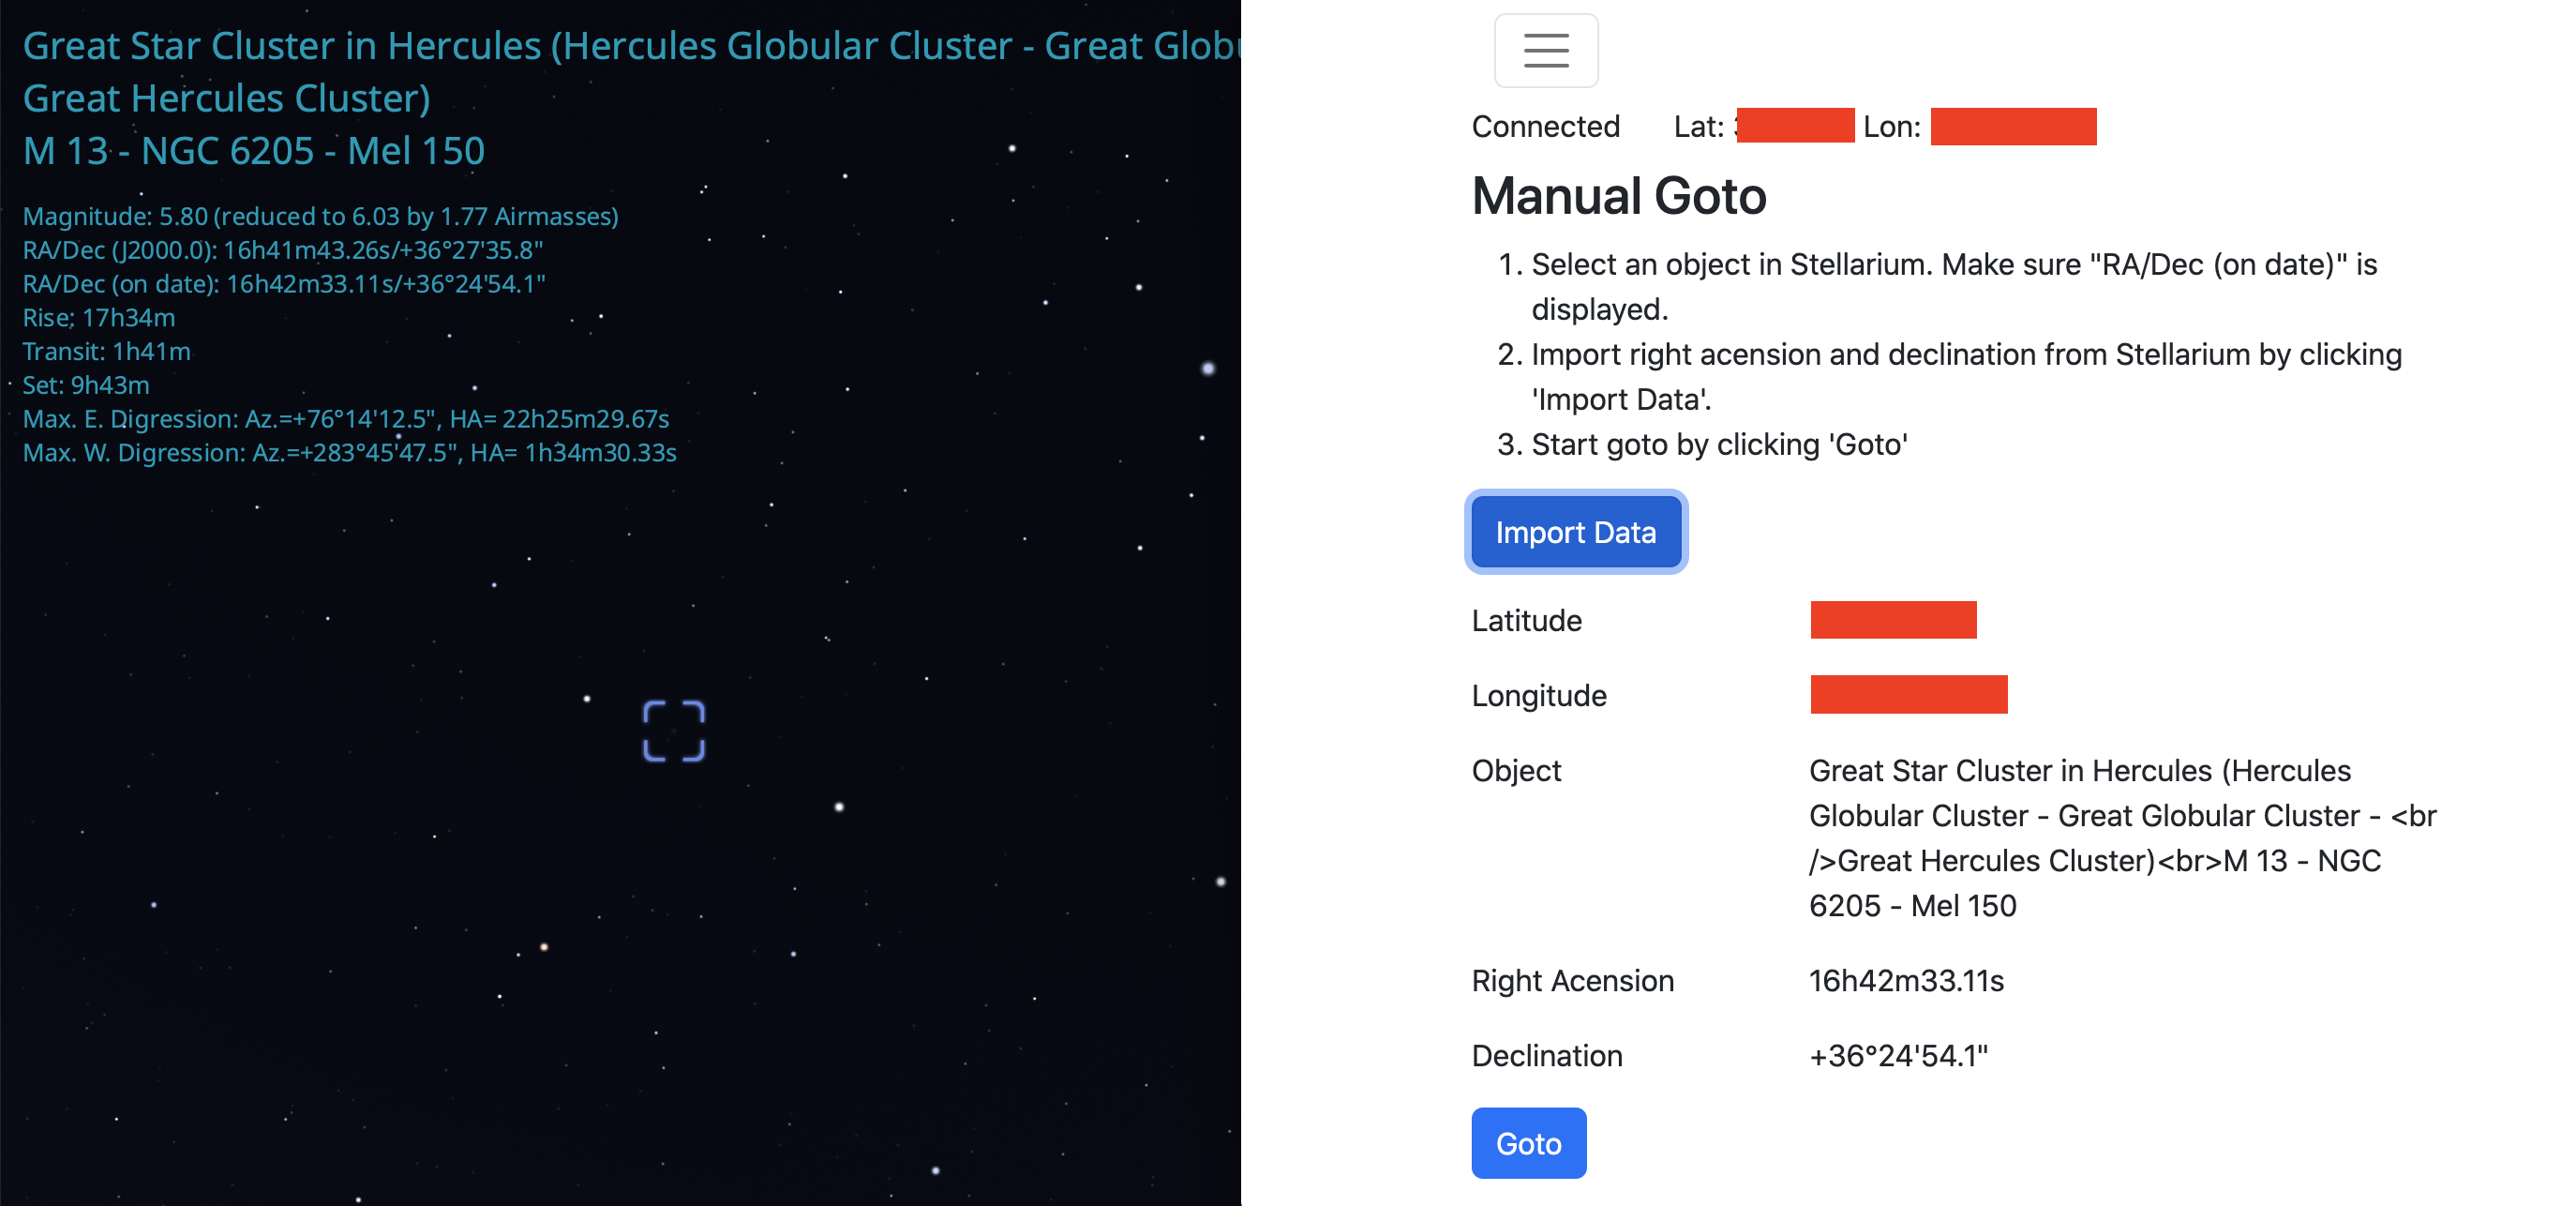 Great Star Cluster in Hercules (Hercules Globular Cluster - Great Glob
Great Hercules Cluster)
M 13 - NGC 6205 - Mel 150
Magnitude: 5.80 (reduced to 6.03 by 1.77 Airmasses)
RA/Dec (J2000.0): 16h41m43.26s/+36°27'35.8"
RA/Dec (on date): 16h42m33.11s/+36°24'54.1"
Rise: 17h34m
Transit: 1h41m
Set: 9h43m
Max. E. Digression: Az.=+76°14'12.5", HA= 22h25m29.67s
Max. W. Digression: Az.=+283°45'47.5", HA= 1h34m30.33s
Connected Lat: Lon:
Manual Goto
1. Select an object in Stellarium. Make sure "RA/Dec (on date)" is
displayed.
2. Import right acension and declination from Stellarium by clicking
'Import Data'.
3. Start goto by clicking 'Goto'
Import Data
Latitude
Longitude
Object Great Star Cluster in Hercules (Hercules
Globular Cluster - Great Globular Cluster - <br
/>Great Hercules Cluster)<br>M 13 - NGC
6205 - Mel 150
Right Acension 16h42m33.11s
Declination +36°24'54.1"
Goto